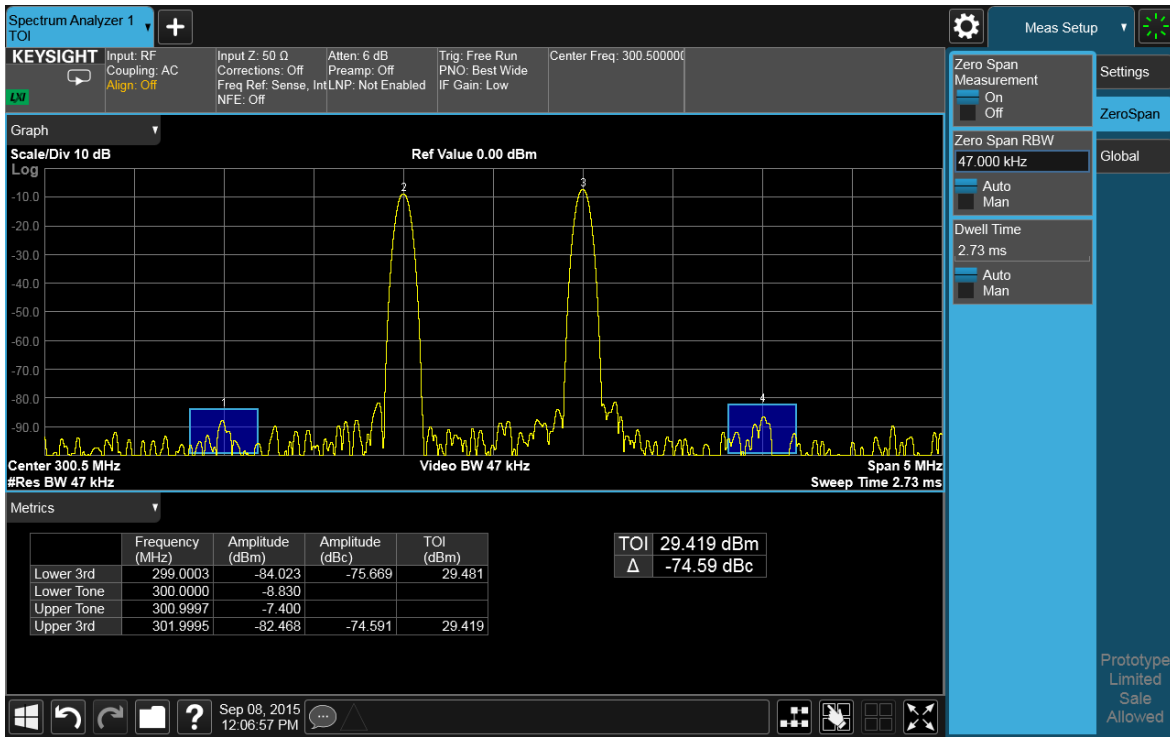 Spectrum Analyzer 1
TOI
Meas Setup
KEYSIGHT
LXI
Input: RF
Coupling: AC
Align: Off
Input Z: 50 Ω
Corrections: Off
Freq Ref: Sense, Int
NFE: Off
Atten: 6 dB
Preamp: Off
LNP: Not Enabled
Trig: Free Run
PNO: Best Wide
IF Gain: Low
Center Freq: 300.50000
Graph
Scale/Div 10 dB
Ref Value 0.00 dBm
Log
-10.0
-20.0
-30.0
-40.0
-50.0
-60.0
-70.0
-80.0
-90.0
1
2
3
4
Center 300.5 MHz
Video BW 47 kHz
Span 5 MHz
#Res BW 47 kHz
Sweep Time 2.73 ms
Metrics
Frequency (MHz) Amplitude (dBm) Amplitude (dBc) TOI (dBm)
Lower 3rd 299.0003 -84.023 -75.669 29.481
Lower Tone 300.0000 -8.830
Upper Tone 300.9997 -7.400
Upper 3rd 301.9995 -82.468 -74.591 29.419
TOI 29.419 dBm
Δ -74.59 dBc
Zero Span
Measurement
On
Off
Zero Span RBW
47.000 kHz
Auto
Man
Dwell Time
2.73 ms
Auto
Man
Settings
ZeroSpan
Global
Prototype
Limited
Sale
Allowed
?
Sep 08, 2015
12:06:57 PM